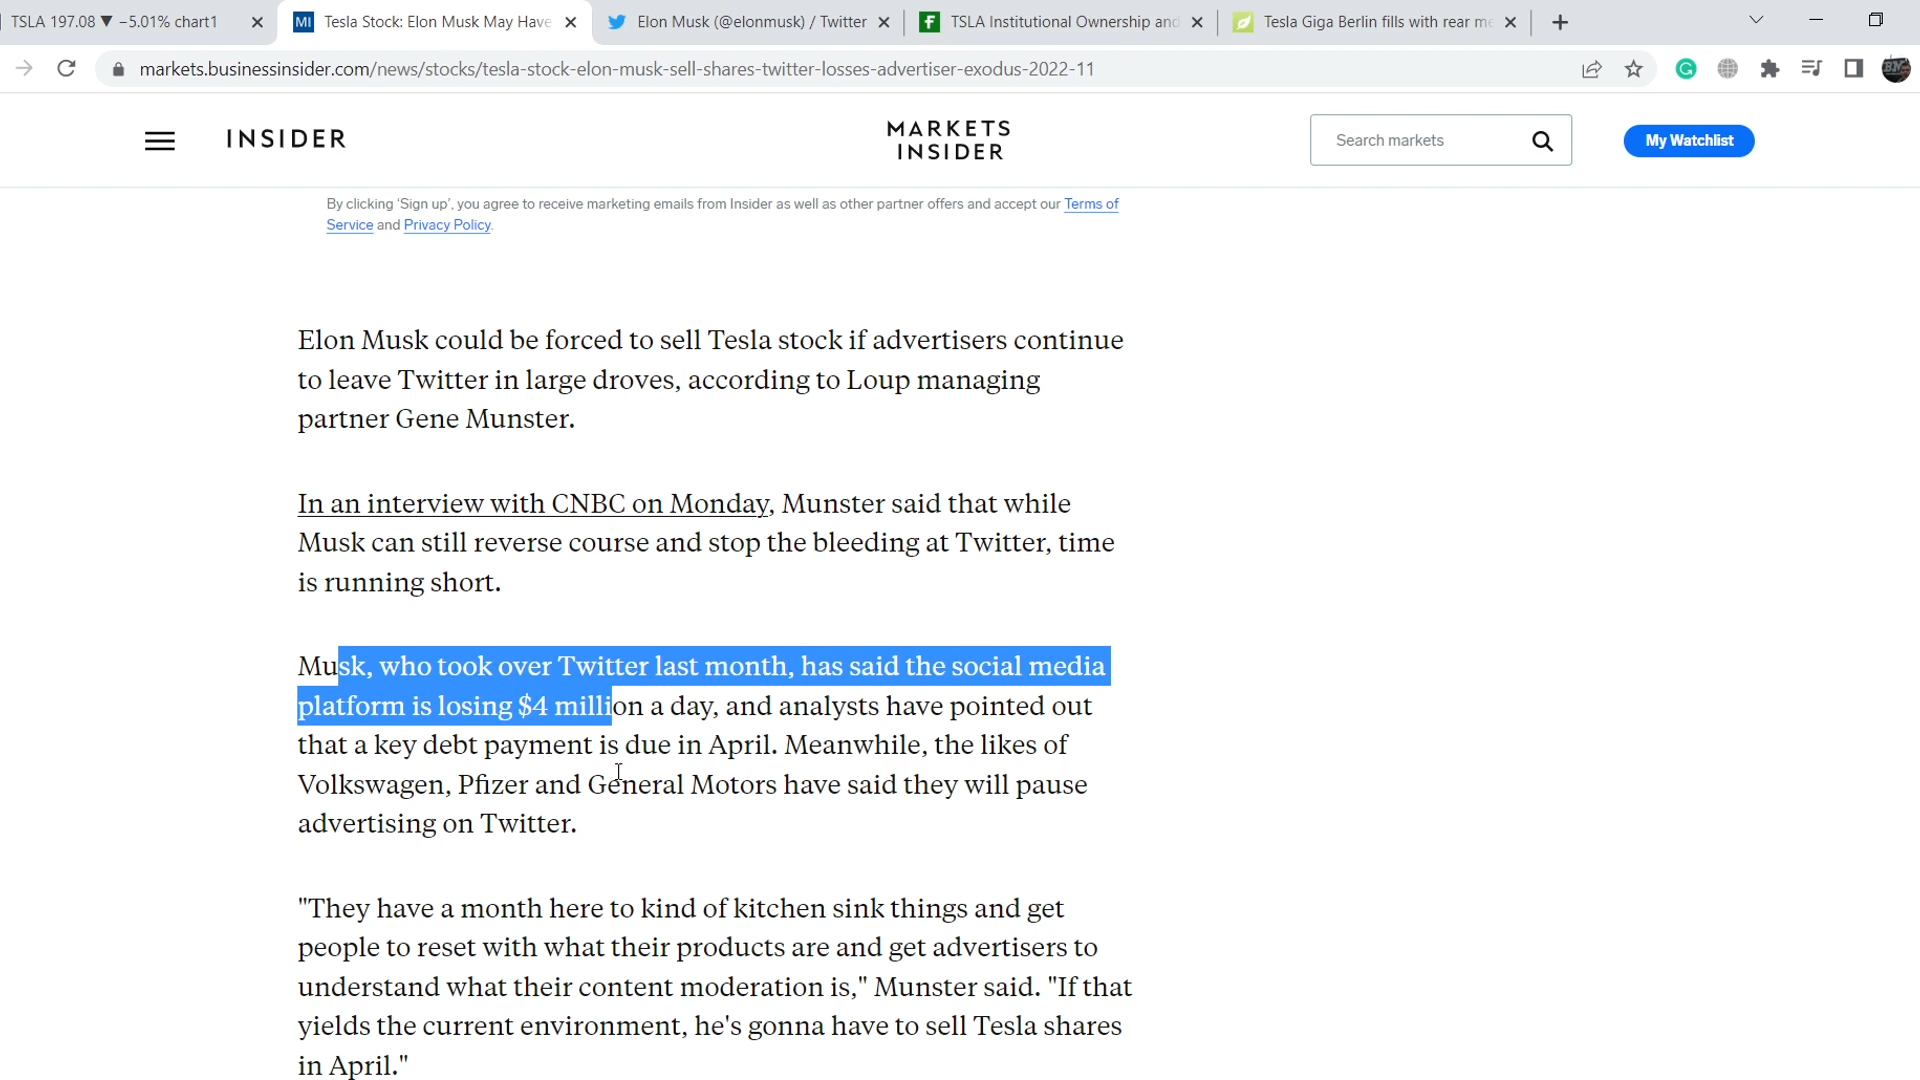 TSLA 197.08 ▼ −5.01% chart1
MI Tesla Stock: Elon Musk May Have
Elon Musk (@elonmusk) / Twitter
F TSLA Institutional Ownership and
Tesla Giga Berlin fills with rear me
markets.businessinsider.com/news/stocks/tesla-stock-elon-musk-sell-shares-twitter-losses-advertiser-exodus-2022-11
INSIDER
MARKETS
INSIDER
Search markets
My Watchlist
By clicking ‘Sign up’, you agree to receive marketing emails from Insider as well as other partner offers and accept our Terms of
Service and Privacy Policy.
Elon Musk could be forced to sell Tesla stock if advertisers continue
to leave Twitter in large droves, according to Loup managing
partner Gene Munster.
In an interview with CNBC on Monday, Munster said that while
Musk can still reverse course and stop the bleeding at Twitter, time
is running short.
Musk, who took over Twitter last month, has said the social media
platform is losing $4 million a day, and analysts have pointed out
that a key debt payment is due in April. Meanwhile, the likes of
Volkswagen, Pfizer and General Motors have said they will pause
advertising on Twitter.
"They have a month here to kind of kitchen sink things and get
people to reset with what their products are and get advertisers to
understand what their content moderation is," Munster said. "If that
yields the current environment, he's gonna have to sell Tesla shares
in April."